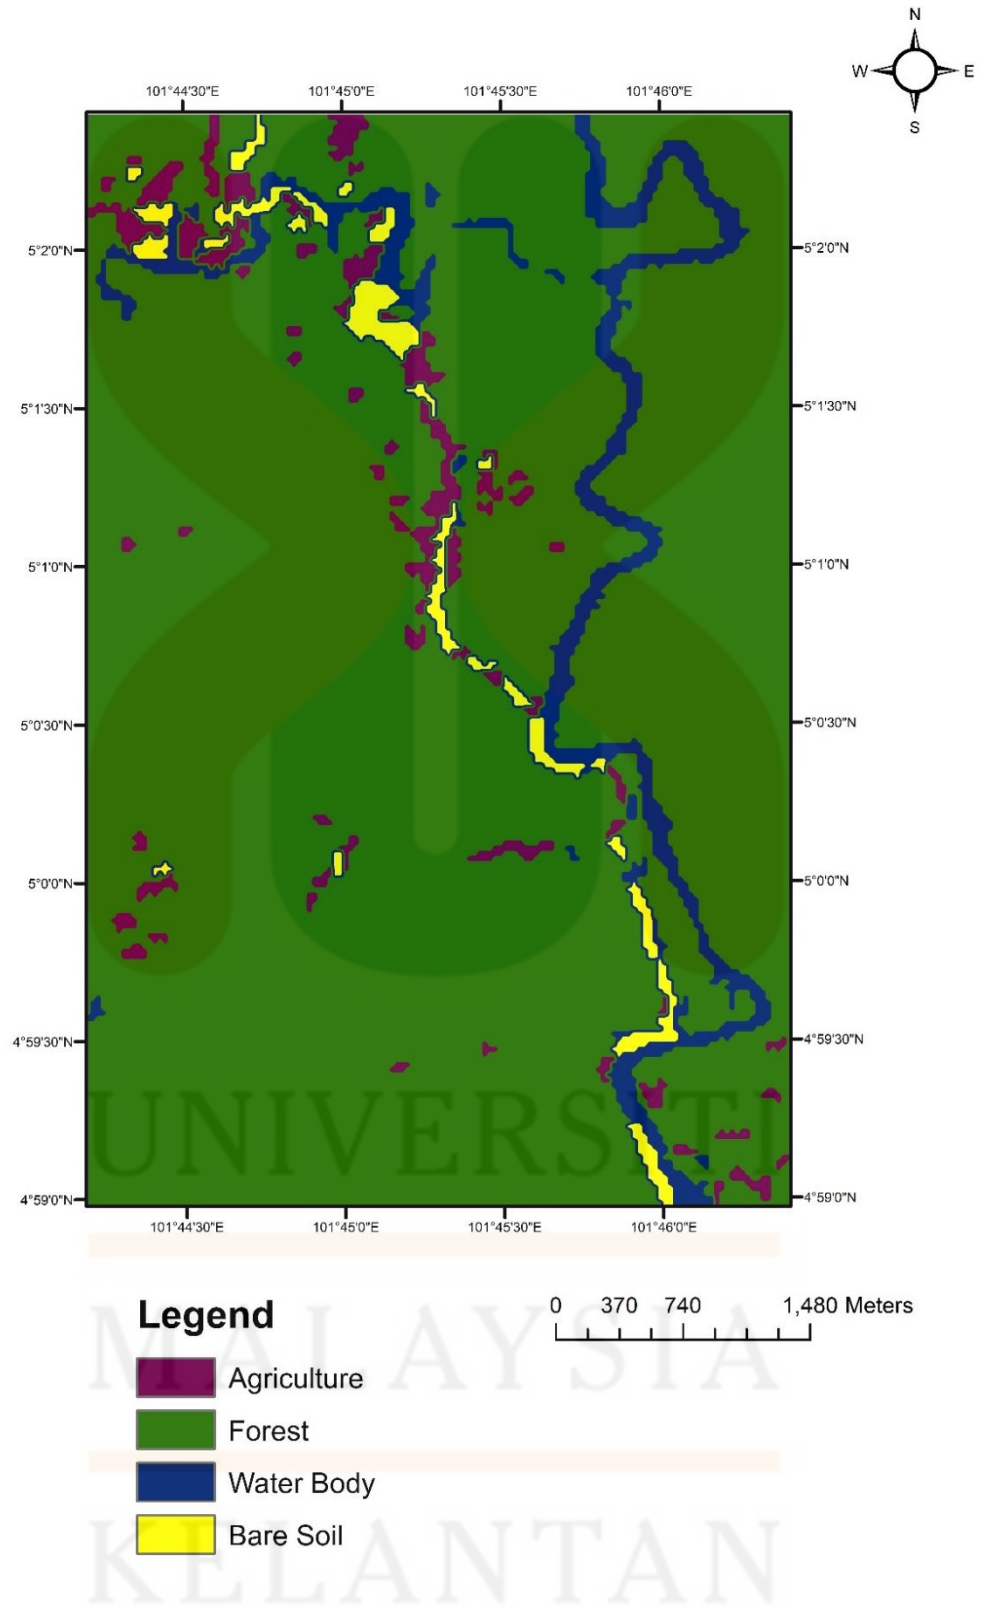 N
W E
S
101°44'30"E 101°45'0"E 101°45'30"E 101°46'0"E
5°2'0"N 5°2'0"N
5°1'30"N 5°1'30"N
5°1'0"N 5°1'0"N
5°0'30"N 5°0'30"N
5°0'0"N 5°0'0"N
4°59'30"N 4°59'30"N
UNIVERSITI
4°59'0"N 4°59'0"N
101°44'30"E 101°45'0"E 101°45'30"E 101°46'0"E
Legend
0 370 740 1,480 Meters
MALAYSIA
Agriculture
Forest
Water Body
Bare Soil
KELANTAN